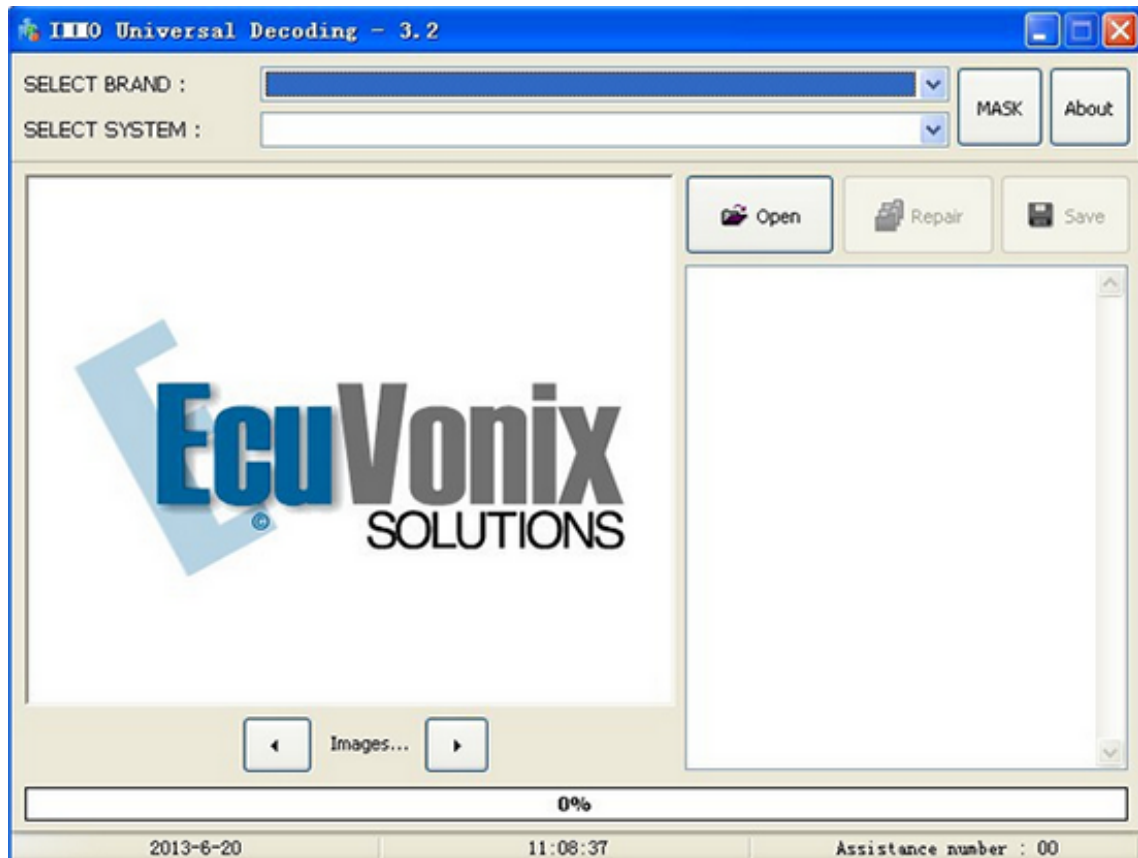 IMMO Universal Decoding - 3.2
SELECT BRAND :
SELECT SYSTEM :
MASK
About
Open
Repair
Save
EcuVonix
SOLUTIONS
Images...
0%
2013-6-20
11:08:37
Assistance number : 00